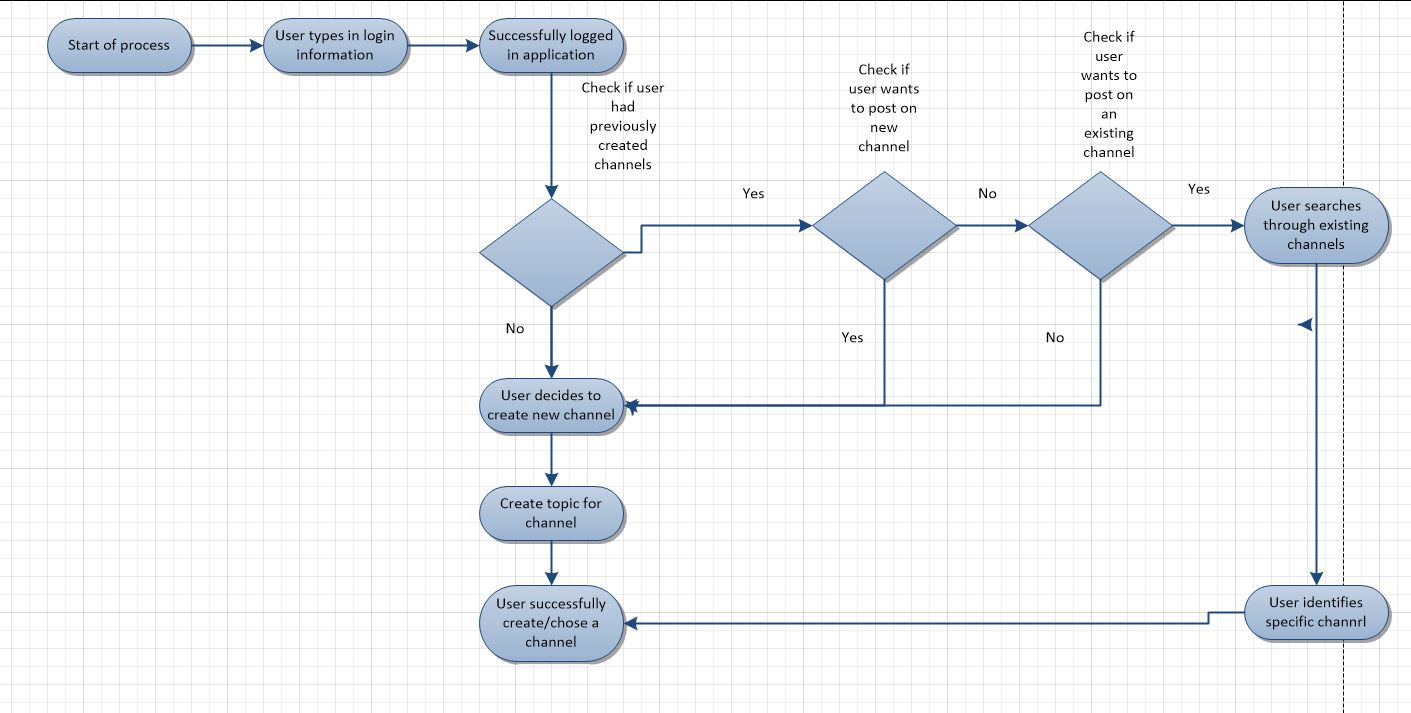 Start of process
User types in login
information
Successfully logged
in application
Check if user
had
previously
created
channels
Check if
user wants
to post on
new
channel
Check if
user
wants to
post on
an
existing
channel
Yes
No
Yes
User searches
through existing
channels
No
Yes
No
User decides to
create new channel
Create topic for
channel
User successfully
create/chose a
channel
User identifies
specific channrl